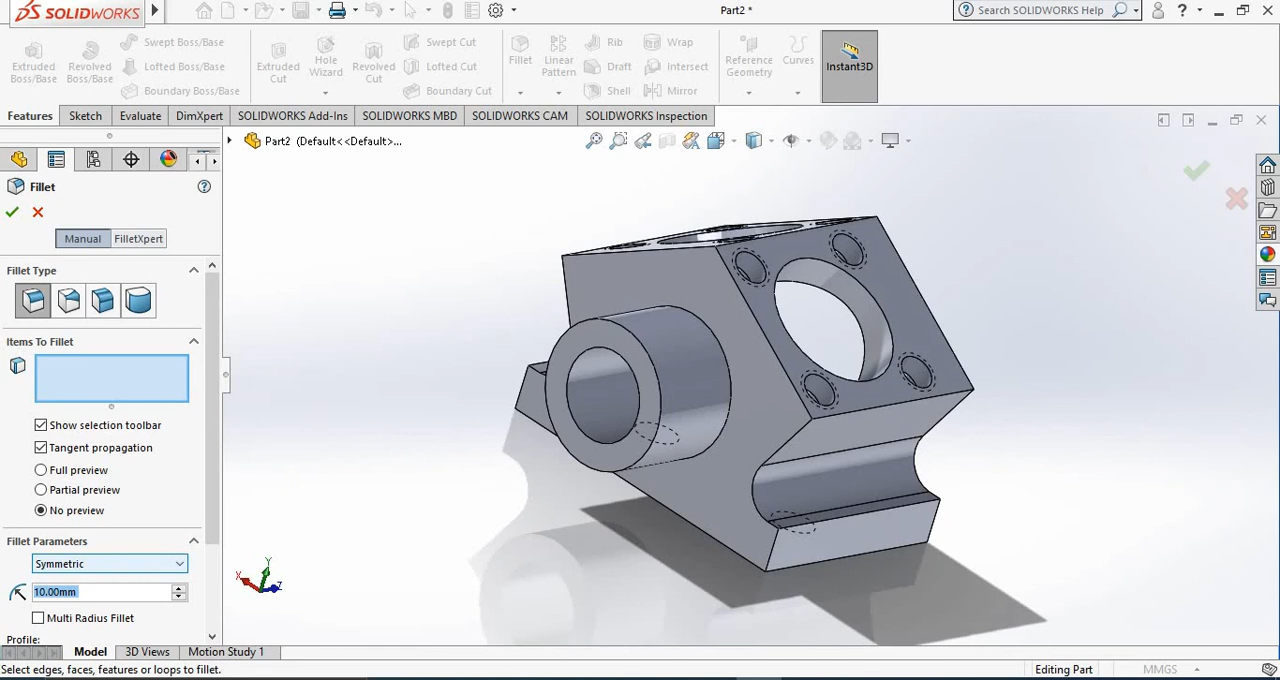 SOLIDWORKS
Part2 *
Search SOLIDWORKS Help
Extruded Boss/Base
Revolved Boss/Base
Swept Boss/Base
Lofted Boss/Base
Boundary Boss/Base
Extruded Cut
Hole Wizard
Revolved Cut
Swept Cut
Lofted Cut
Boundary Cut
Fillet
Linear Pattern
Rib
Draft
Shell
Wrap
Intersect
Mirror
Reference Geometry
Curves
Instant3D
Features
Sketch
Evaluate
DimXpert
SOLIDWORKS Add-Ins
SOLIDWORKS MBD
SOLIDWORKS CAM
SOLIDWORKS Inspection
Part2 (Default<<Default>...
Fillet
Manual
FilletXpert
Fillet Type
Items To Fillet
Show selection toolbar
Tangent propagation
Full preview
Partial preview
No preview
Fillet Parameters
Symmetric
10.00mm
Multi Radius Fillet
Profile:
Y
X
Z
Model
3D Views
Motion Study 1
Select edges, faces, features or loops to fillet.
Editing Part
MMGS